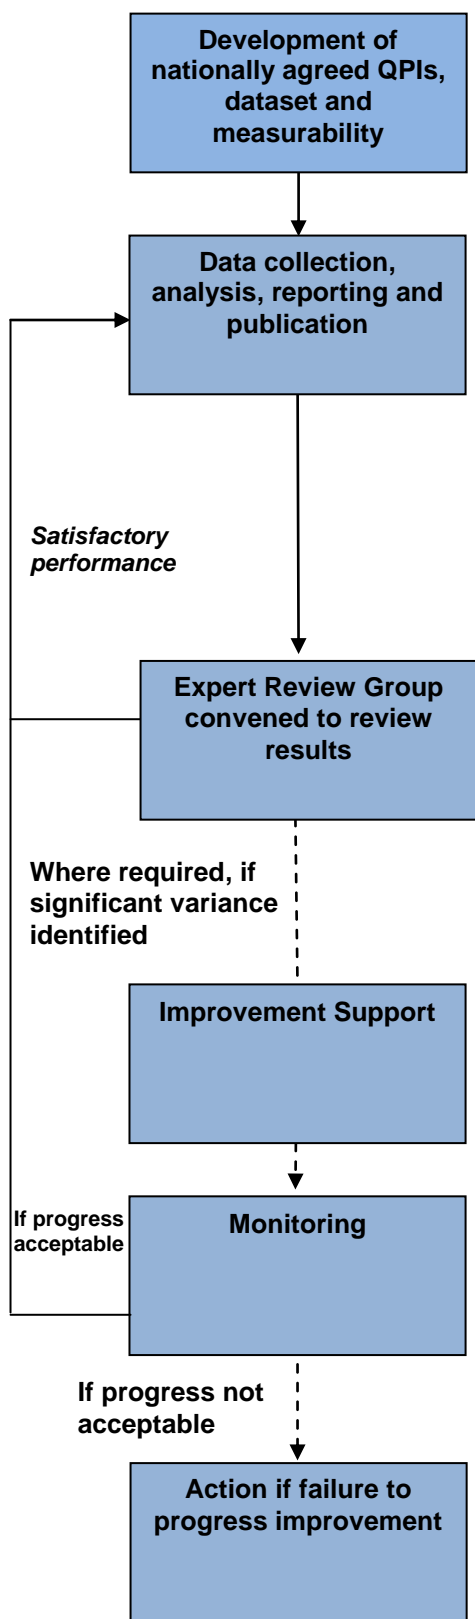 Development of
nationally agreed QPIs,
dataset and
measurability
Data collection,
analysis, reporting and
publication
Satisfactory
performance
Expert Review Group
convened to review
results
Where required, if
significant variance
identified
Improvement Support
If progress
acceptable
Monitoring
If progress not
acceptable
Action if failure to
progress improvement